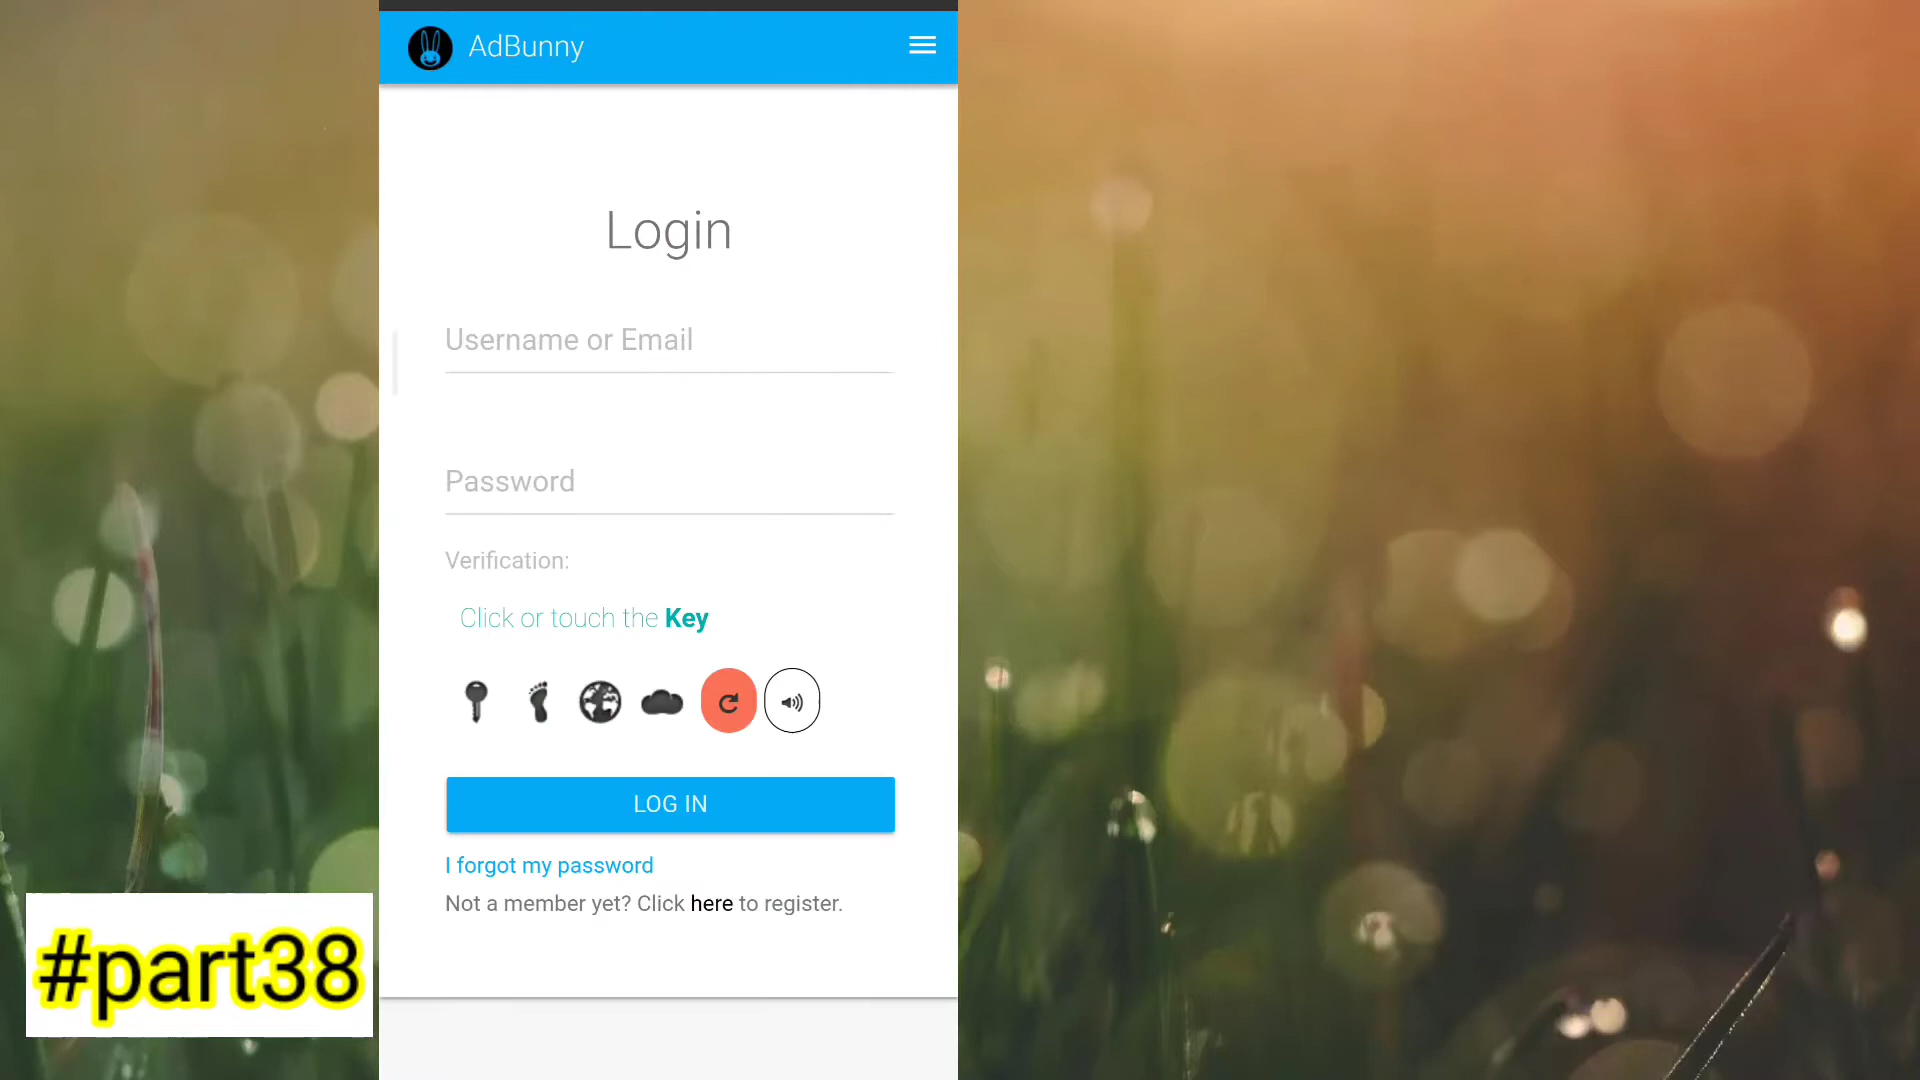 AdBunny
Login
Username or Email
Password
Verification:
Click or touch the Key
LOG IN
I forgot my password
Not a member yet? Click here to register.
#part38